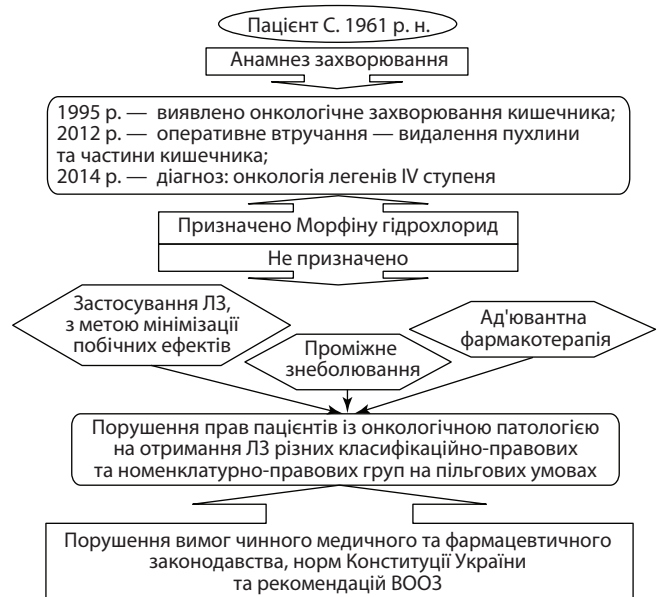 Пацієнт С. 1961 р. н.
Анамнез захворювання
1995 р. — виявлено онкологічне захворювання кишечника;
2012 р. — оперативне втручання — видалення пухлини
та частини кишечника;
2014 р. — діагноз: онкологія легенів IV ступеня
Призначено Морфіну гідрохлорид
Не призначено
Застосування ЛЗ,
з метою мінімізації
побічних ефектів
Проміжне
знеболювання
Ад'ювантна
фармакотерапія
Порушення прав пацієнтів із онкологічною патологією
на отримання ЛЗ різних класифікаційно-правових
та номенклатурно-правових груп на пільгових умовах
Порушення вимог чинного медичного та фармацевтичного
законодавства, норм Конституції України
та рекомендацій ВООЗ